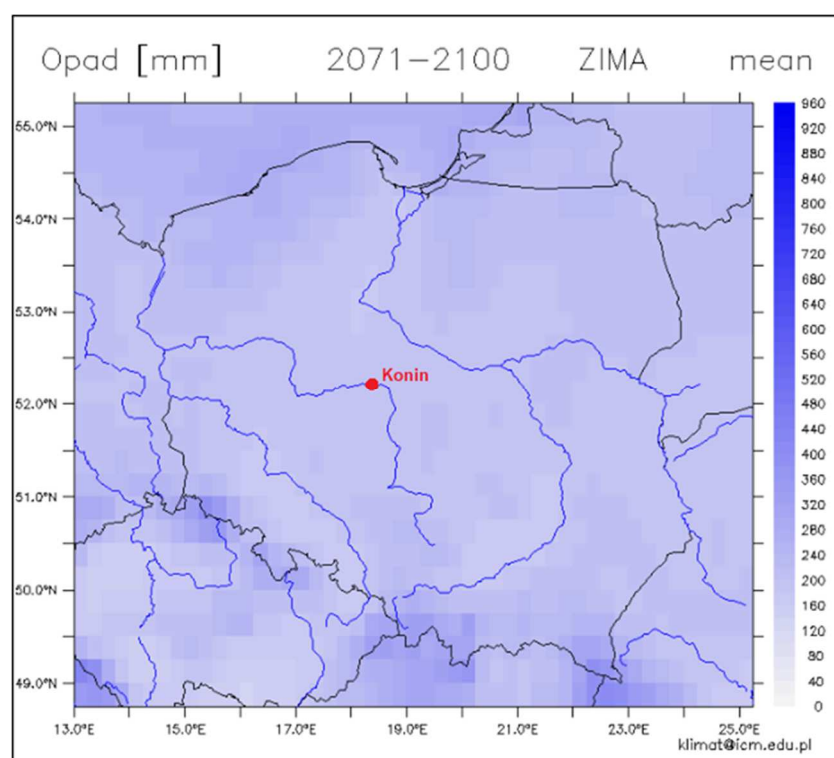 Opad [mm] 2071-2100 ZIMA mean
55.0°N
54.0°N
53.0°N
52.0°N
51.0°N
50.0°N
49.0°N
Konin
13.0°E 15.0°E 17.0°E 19.0°E 21.0°E 23.0°E 25.0°E
960
920
880
840
800
760
720
680
640
600
560
520
480
440
400
360
320
280
240
200
160
120
80
40
0
klimat@icm.edu.pl